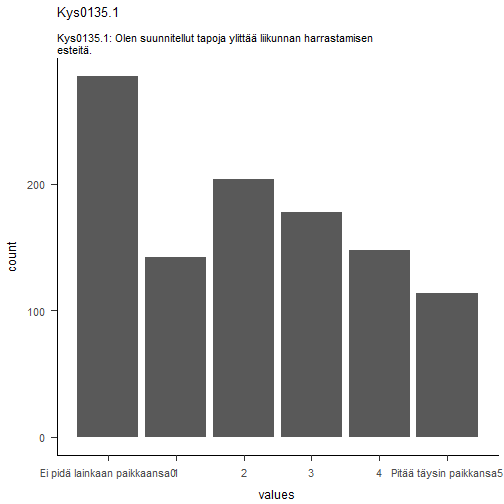 Kys0135.1
Kys0135.1: Olen suunnitellut tapoja ylittää liikunnan harrastamisen
esteitä.
count
200
100
0
Ei pidä lainkaan paikkaansa0 1 2 3 4 Pitää täysin paikkansa5
values